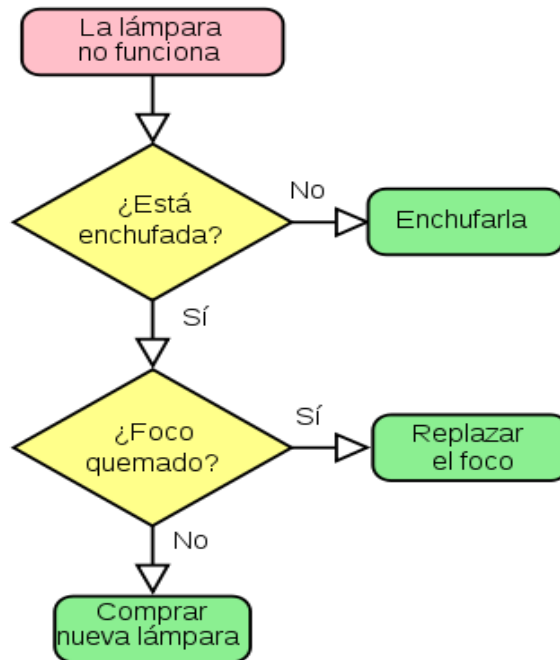 La lámpara
no funciona
¿Está
enchufada?
No
Enchufarla
Sí
¿Foco
quemado?
Sí
Replazar
el foco
No
Comprar
nueva lámpara